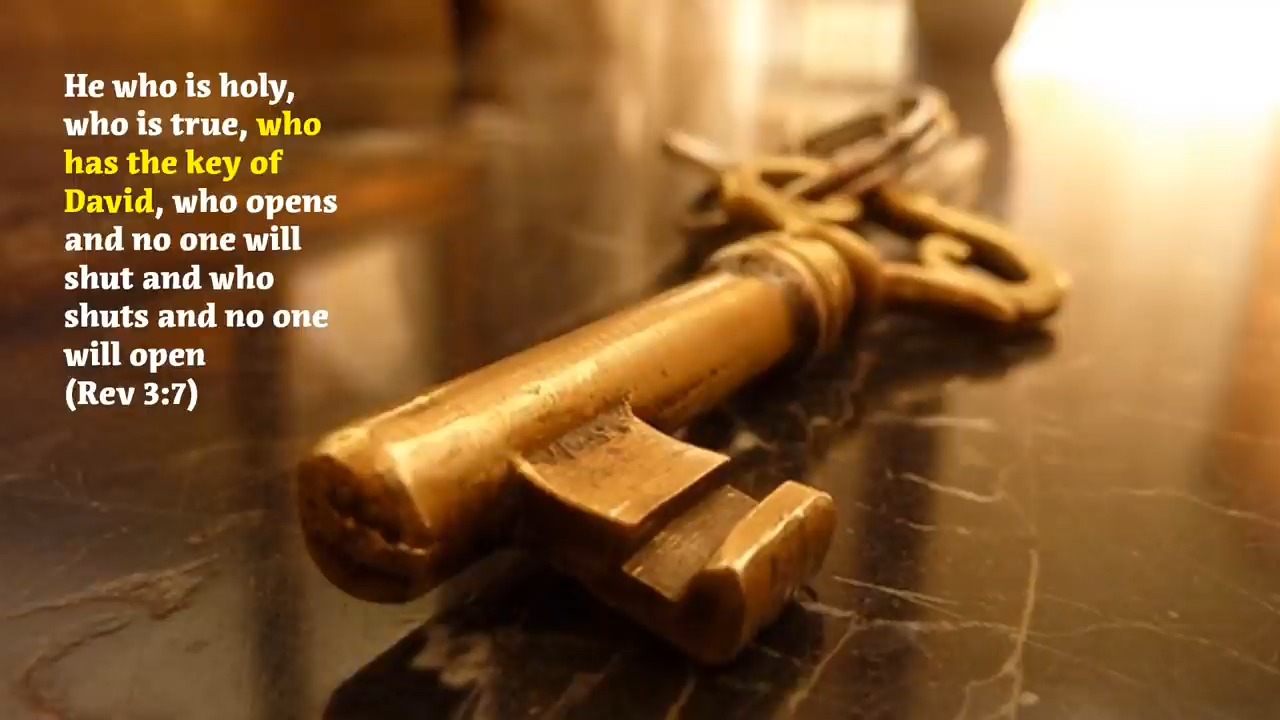 He who is holy,
who is true, who
has the key of
David, who opens
and no one will
shut and who
shuts and no one
will open
(Rev 3:7)